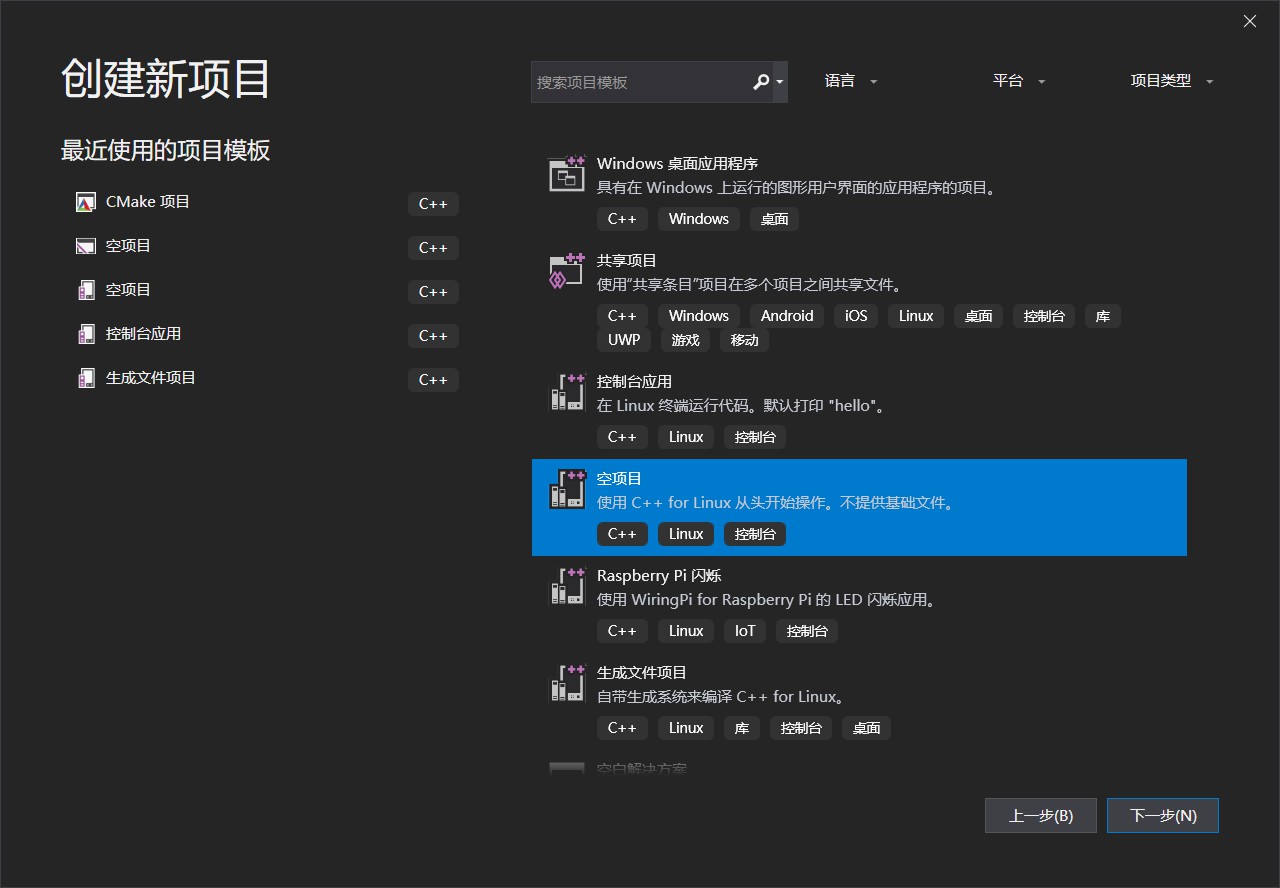 创建新项目
搜索项目模板
语言
平台
项目类型
最近使用的项目模板
CMake 项目 C++
空项目 C++
空项目 C++
控制台应用 C++
生成文件项目 C++
Windows 桌面应用程序
具有在 Windows 上运行的图形用户界面的应用程序的项目。
C++ Windows 桌面
共享项目
使用“共享条目”项目在多个项目之间共享文件。
C++ Windows Android iOS Linux 桌面 控制台 库
UWP 游戏 移动
控制台应用
在 Linux 终端运行代码。默认打印 "hello"。
C++ Linux 控制台
空项目
使用 C++ for Linux 从头开始操作。不提供基础文件。
C++ Linux 控制台
Raspberry Pi 闪烁
使用 WiringPi for Raspberry Pi 的 LED 闪烁应用。
C++ Linux IoT 控制台
生成文件项目
自带生成系统来编译 C++ for Linux。
C++ Linux 库 控制台 桌面
空白解决方案
上一步(B)
下一步(N)